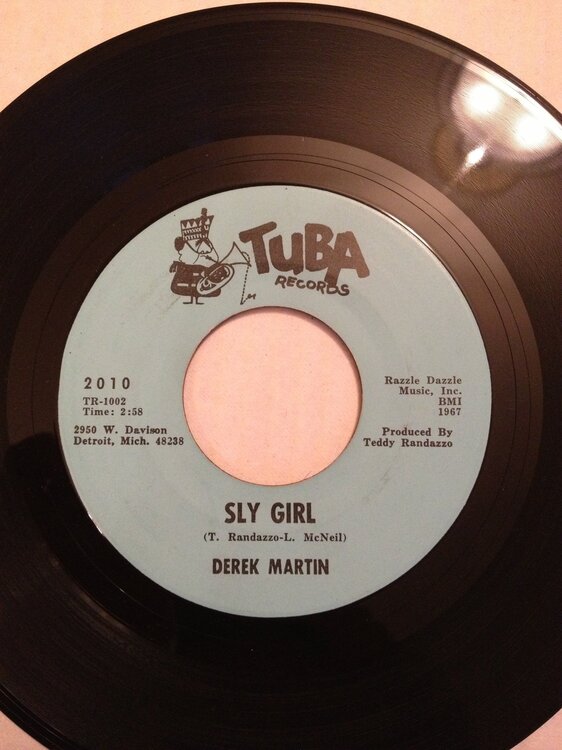 TUBA
RECORDS
2010
TR-1002
Time: 2:58
2950 W. Davison
Detroit, Mich. 48238
Razzle Dazzle
Music, Inc.
BMI
1967
Produced By
Teddy Randazzo
SLY GIRL
(T. Randazzo-L. McNeil)
DEREK MARTIN